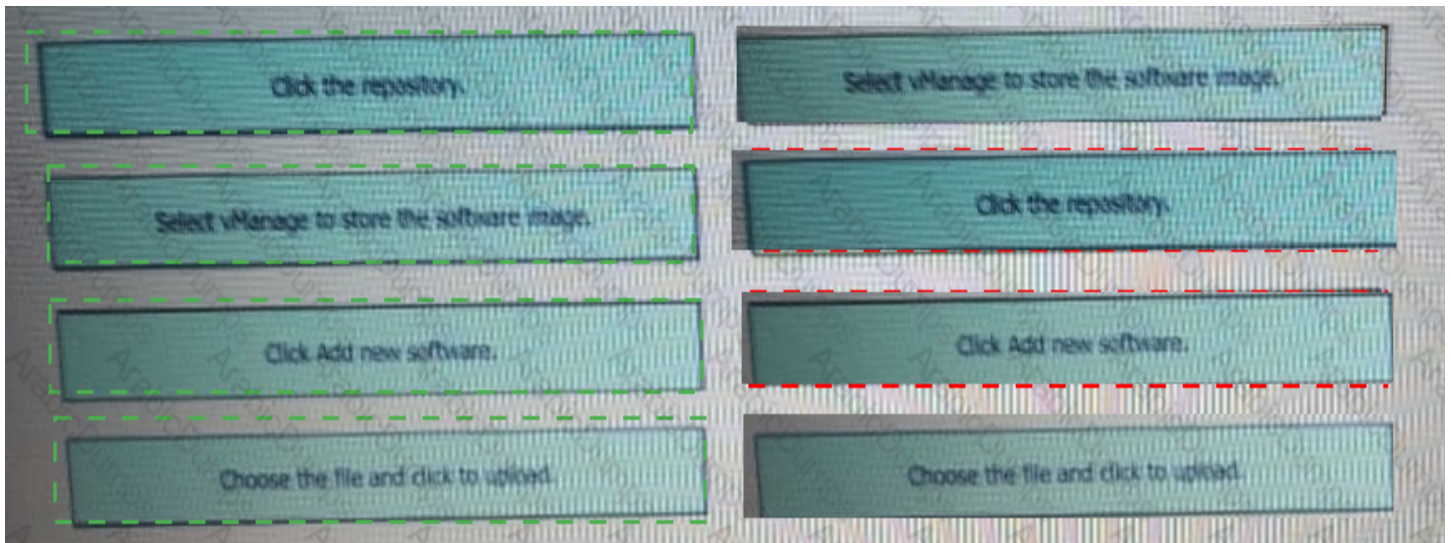 Click the repository.
Select vManage to store the software image.
Click Add new software.
Choose the file and click to upload.
Select vManage to store the software image.
Click the repository.
Click Add new software.
Choose the file and click to upload.